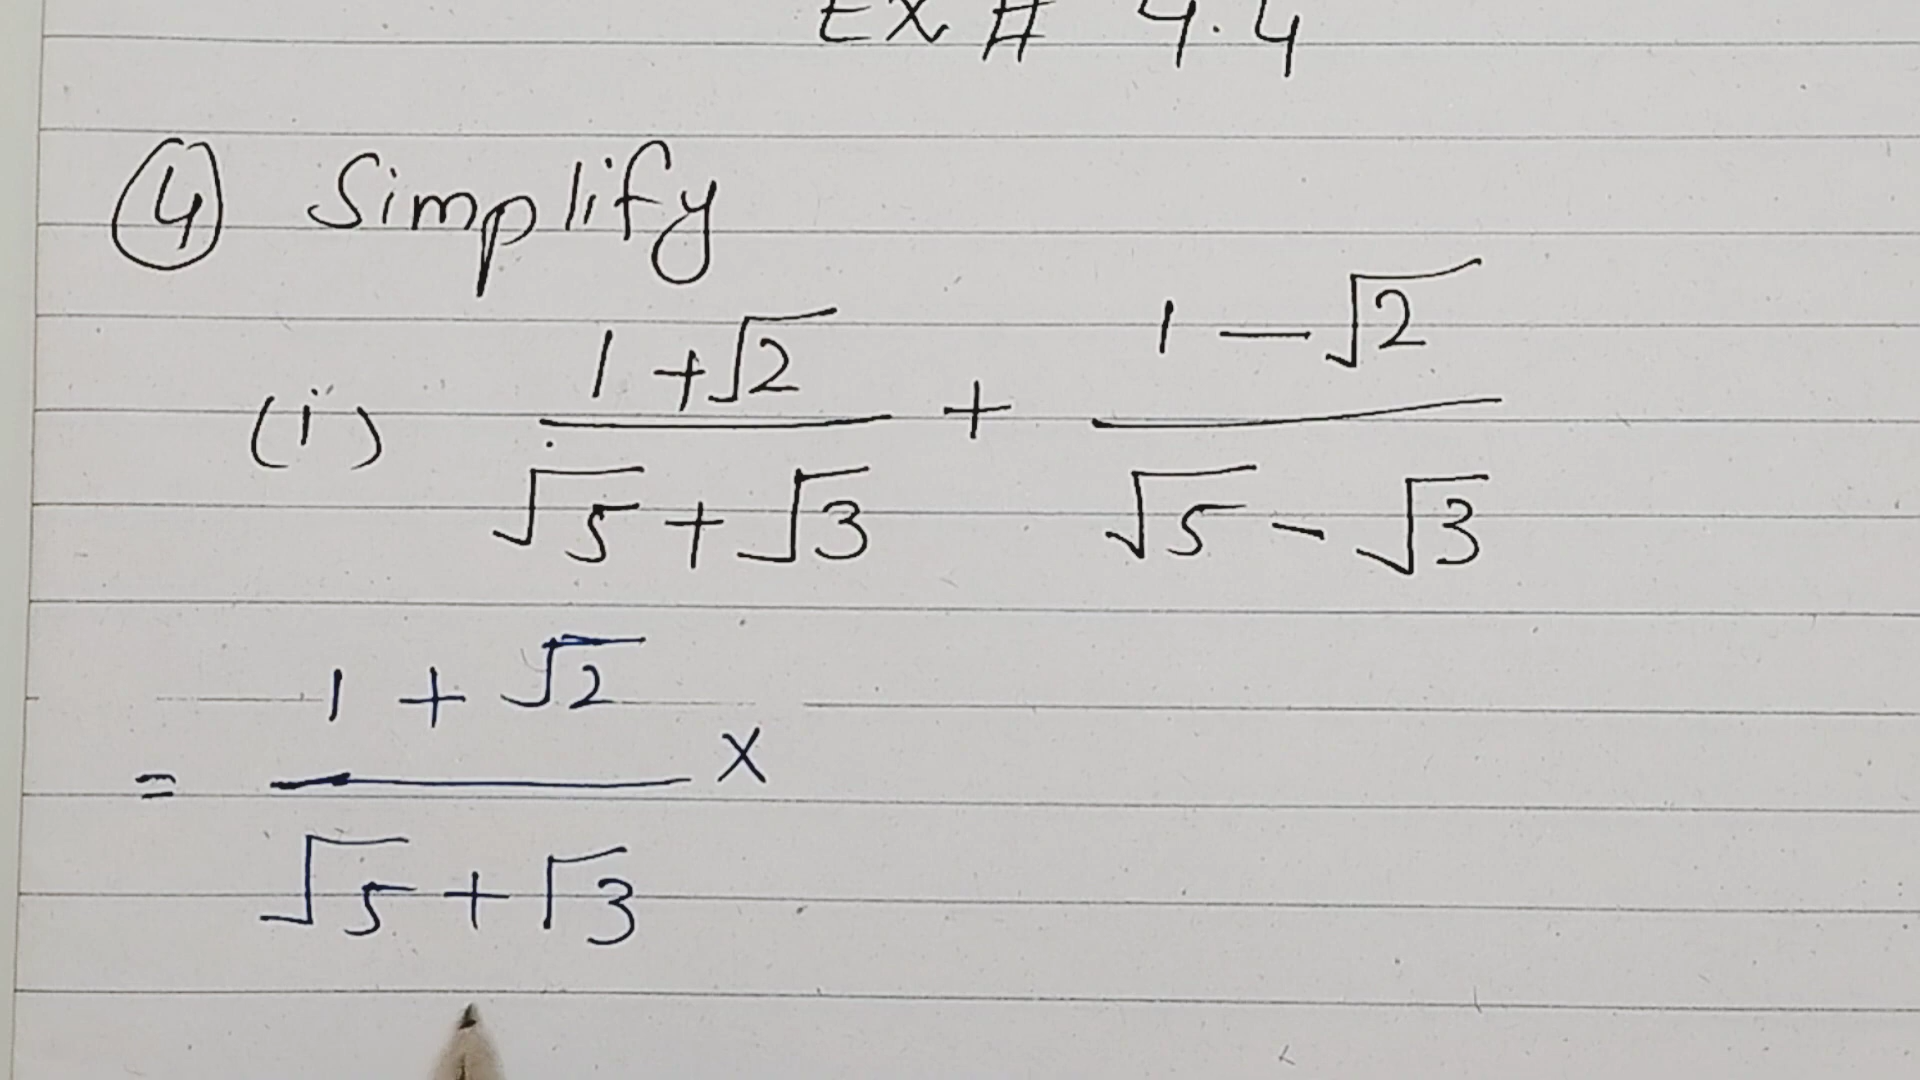 Ex # 4.4
④ Simplify
(i) (1 + √2)/(√5 + √3) + (1 − √2)/(√5 − √3)
= (1 + √2)/(√5 + √3) ×